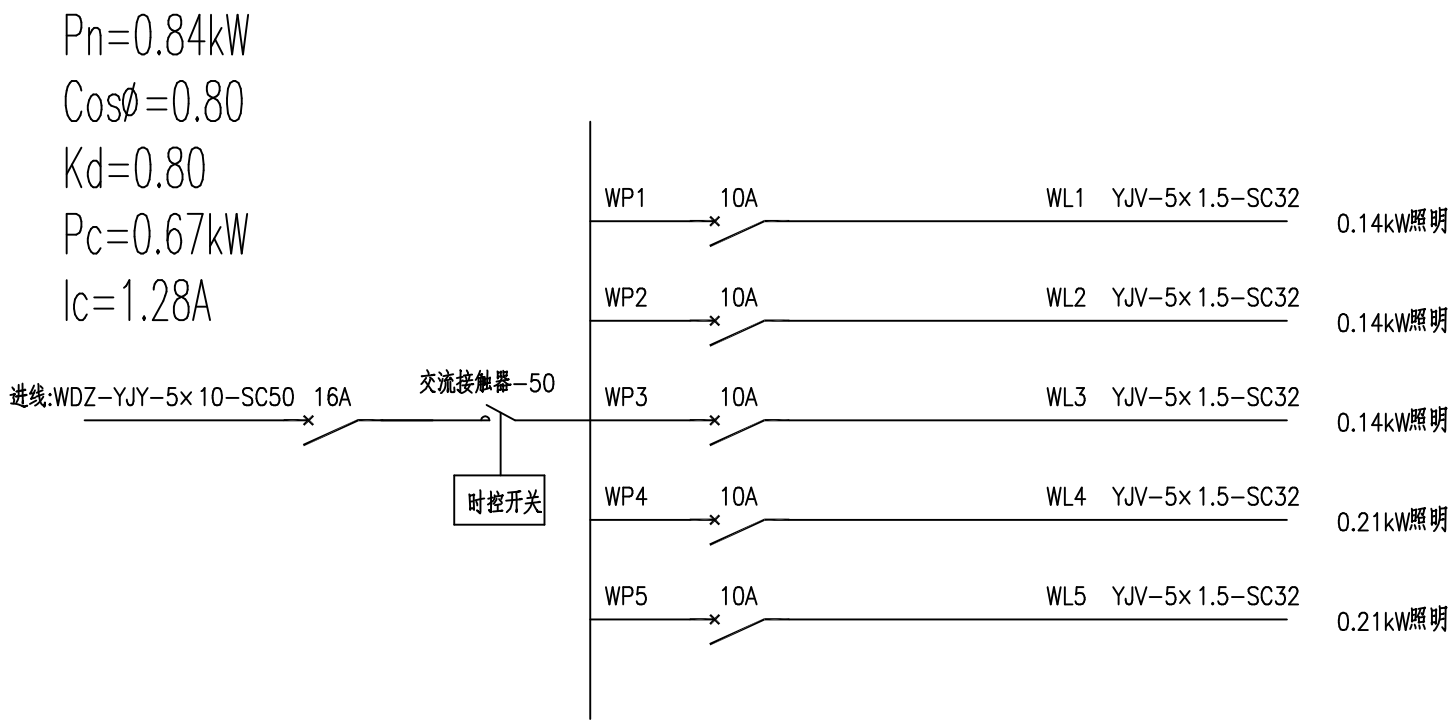 Pn=0.84kW
Cosø=0.80
Kd=0.80
Pc=0.67kW
Ic=1.28A
WP1 10A WL1 YJV-5×1.5-SC32 0.14kW照明
WP2 10A WL2 YJV-5×1.5-SC32 0.14kW照明
进线:WDZ-YJY-5×10-SC50 16A 交流接触器-50 WP3 10A WL3 YJV-5×1.5-SC32 0.14kW照明
时控开关
WP4 10A WL4 YJV-5×1.5-SC32 0.21kW照明
WP5 10A WL5 YJV-5×1.5-SC32 0.21kW照明